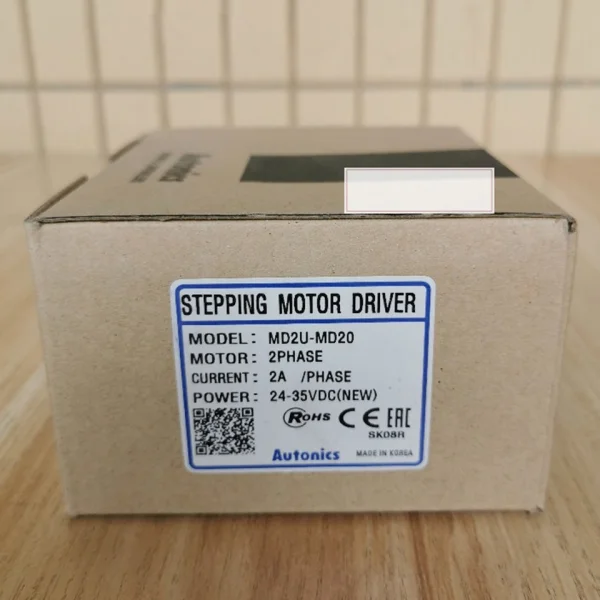 Autonics
STEPPING MOTOR DRIVER
MODEL: MD2U-MD20
MOTOR: 2PHASE
CURRENT: 2A /PHASE
POWER: 24-35VDC(NEW)
RoHS CE EAC
SK08R
Autonics MADE IN KOREA